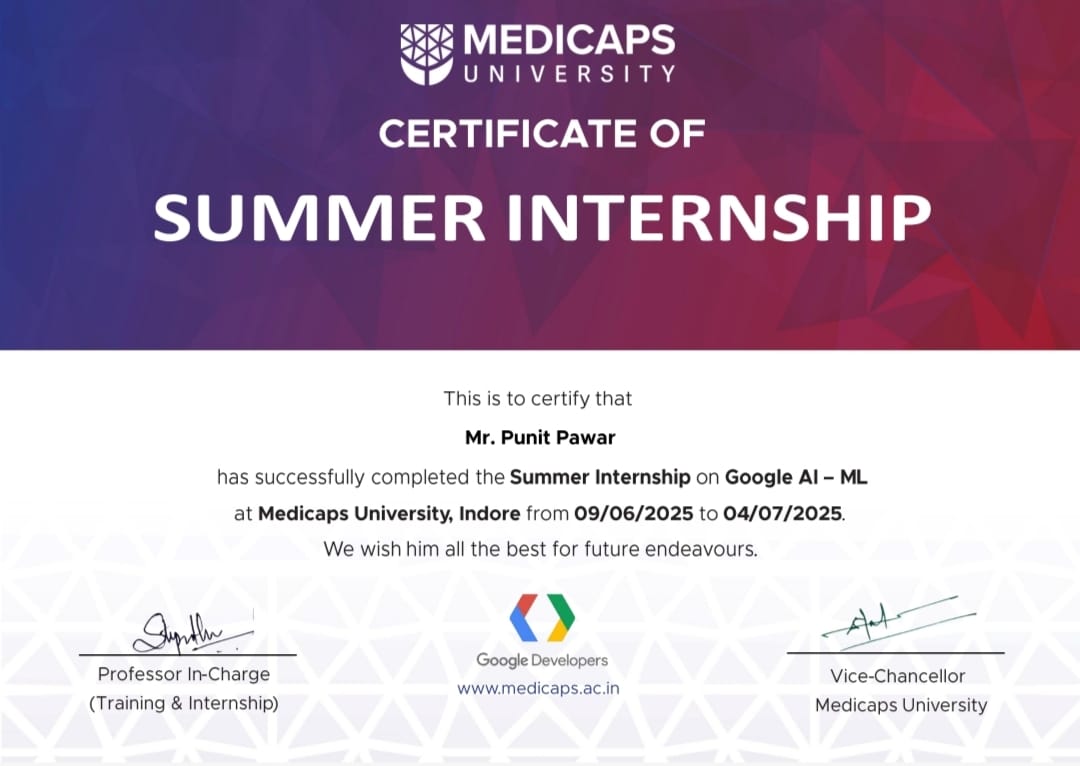 MEDICAPS
UNIVERSITY
CERTIFICATE OF
SUMMER INTERNSHIP
This is to certify that
Mr. Punit Pawar
has successfully completed the Summer Internship on Google AI – ML
at Medicaps University, Indore from 09/06/2025 to 04/07/2025.
We wish him all the best for future endeavours.
Professor In-Charge
(Training & Internship)
Google Developers
www.medicaps.ac.in
Vice-Chancellor
Medicaps University